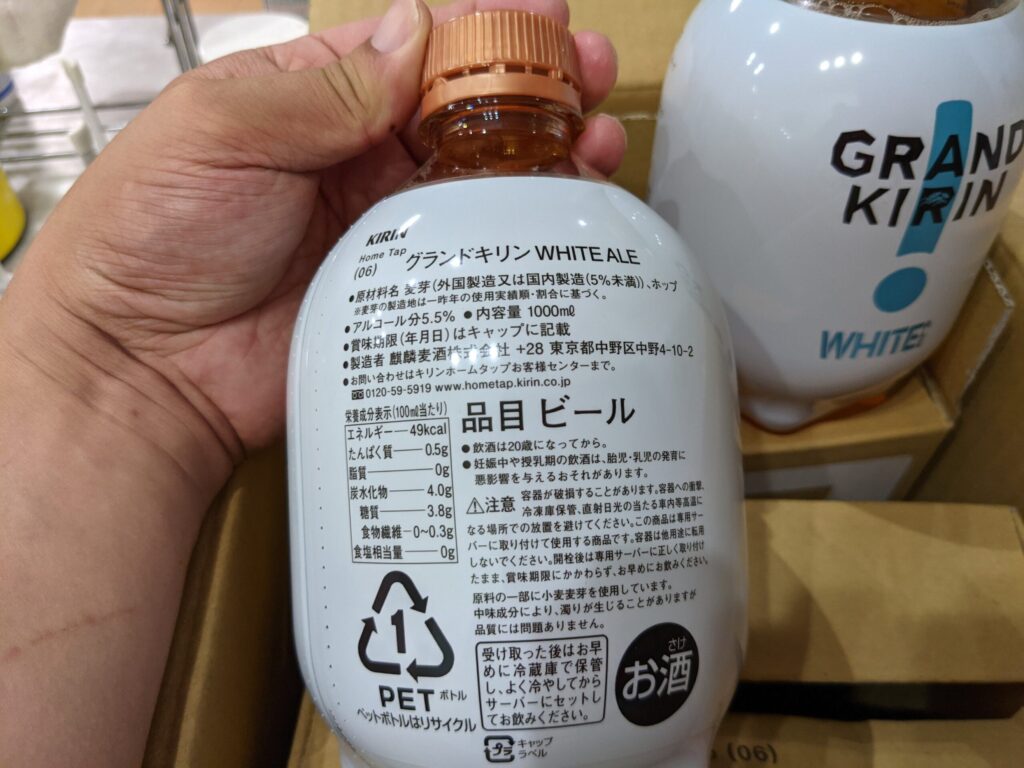 KIRIN
Home Tap
(06)
グランドキリン WHITE ALE
●原材料名 麦芽(外国製造又は国内製造(5%未満))、ホップ
※麦芽の製造地は一昨年の使用実績順・割合に基づく。
●アルコール分5.5% ●内容量 1000mℓ
●賞味期限(年月日)はキャップに記載
●製造者 麒麟麦酒株式会社 +28 東京都中野区中野4-10-2
●お問い合わせはキリンホームタップお客様センターまで。
0120-59-5919 www.hometap.kirin.co.jp
栄養成分表示(100mℓ当たり)
エネルギー 49kcal
たんぱく質 0.5g
脂質 0g
炭水化物 4.0g
糖質 3.8g
食物繊維 0~0.3g
食塩相当量 0g
品目 ビール
●飲酒は20歳になってから。
●妊娠中や授乳期の飲酒は、胎児・乳児の発育に
悪影響を与えるおそれがあります。
⚠注意 容器が破損することがあります。容器への衝撃、
冷凍庫保管、直射日光の当たる車内等高温に
なる場所での放置を避けてください。この商品は専用サー
バーに取り付けて使用する商品です。容器は他用途に転用
しないでください。開栓後は専用サーバーに正しく取り付け
たまま、賞味期限にかかわらず、お早めにお飲みください。
原料の一部に小麦麦芽を使用しています。
中味成分により、濁りが生じることがありますが
品質には問題ありません。
1
PET ボトル
ペットボトルはリサイクル
受け取った後はお早
めに冷蔵庫で保管
し、よく冷やしてから
サーバーにセットし
てお飲みください。
さけ
お酒
プラ
キャップ
ラベル
GRAND
KIRIN
WHITE
(06)